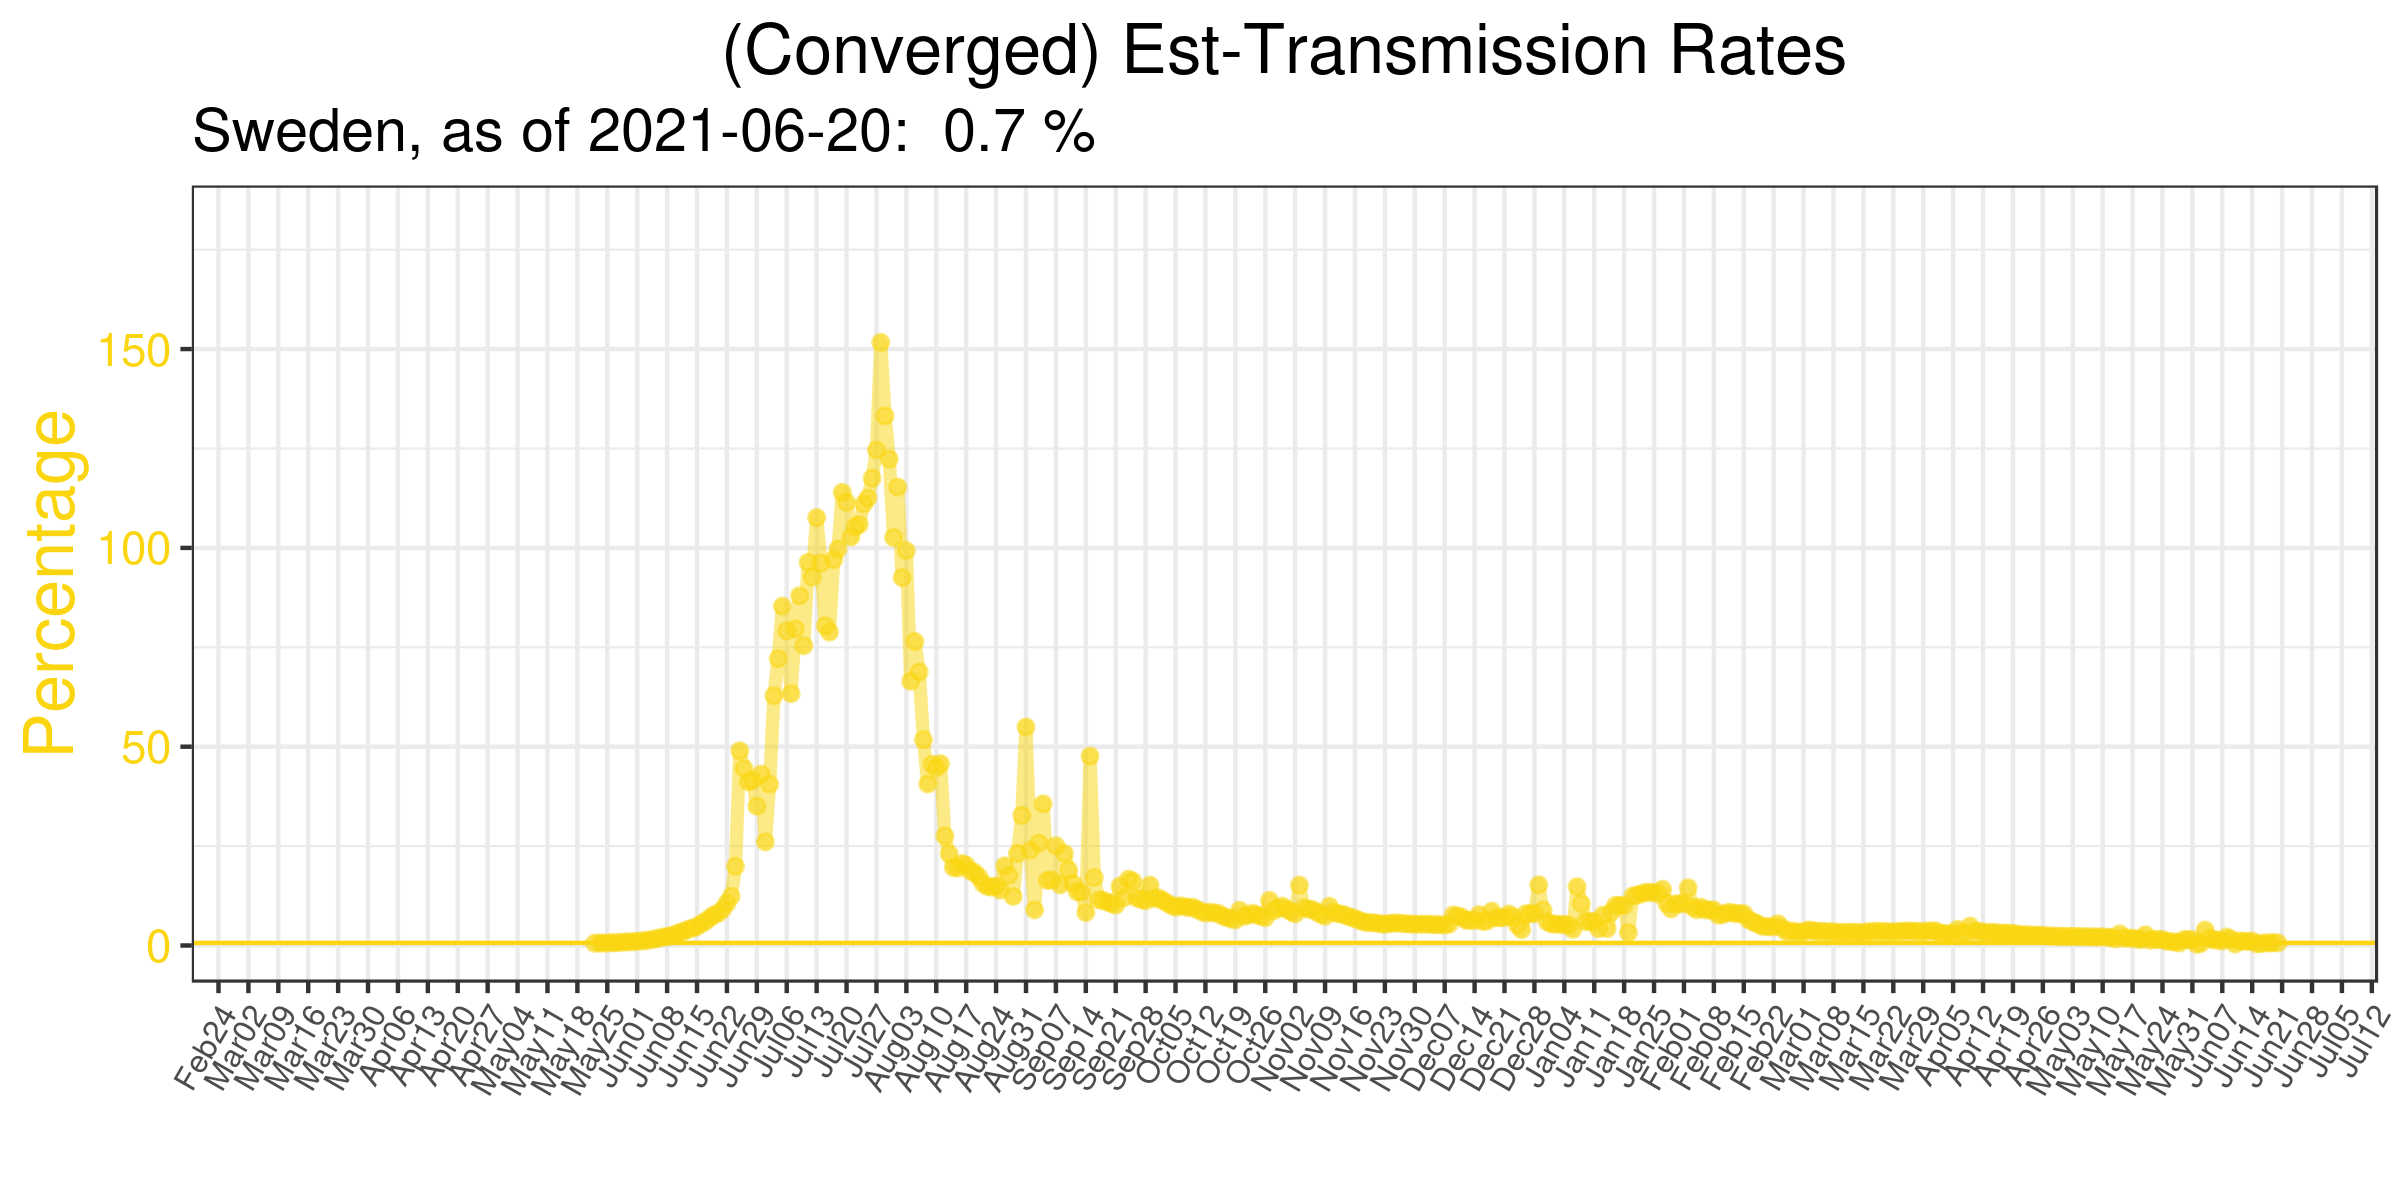 (Converged) Est-Transmission Rates
Sweden, as of 2021-06-20: 0.7 %
Percentage
150
100
50
0
Feb24
Mar02
Mar09
Mar16
Mar23
Mar30
Apr06
Apr13
Apr20
Apr27
May04
May11
May18
May25
Jun01
Jun08
Jun15
Jun22
Jun29
Jul06
Jul13
Jul20
Jul27
Aug03
Aug10
Aug17
Aug24
Aug31
Sep07
Sep14
Sep21
Sep28
Oct05
Oct12
Oct19
Oct26
Nov02
Nov09
Nov16
Nov23
Nov30
Dec07
Dec14
Dec21
Dec28
Jan04
Jan11
Jan18
Jan25
Feb01
Feb08
Feb15
Feb22
Mar01
Mar08
Mar15
Mar22
Mar29
Apr05
Apr12
Apr19
Apr26
May03
May10
May17
May24
May31
Jun07
Jun14
Jun21
Jun28
Jul05
Jul12